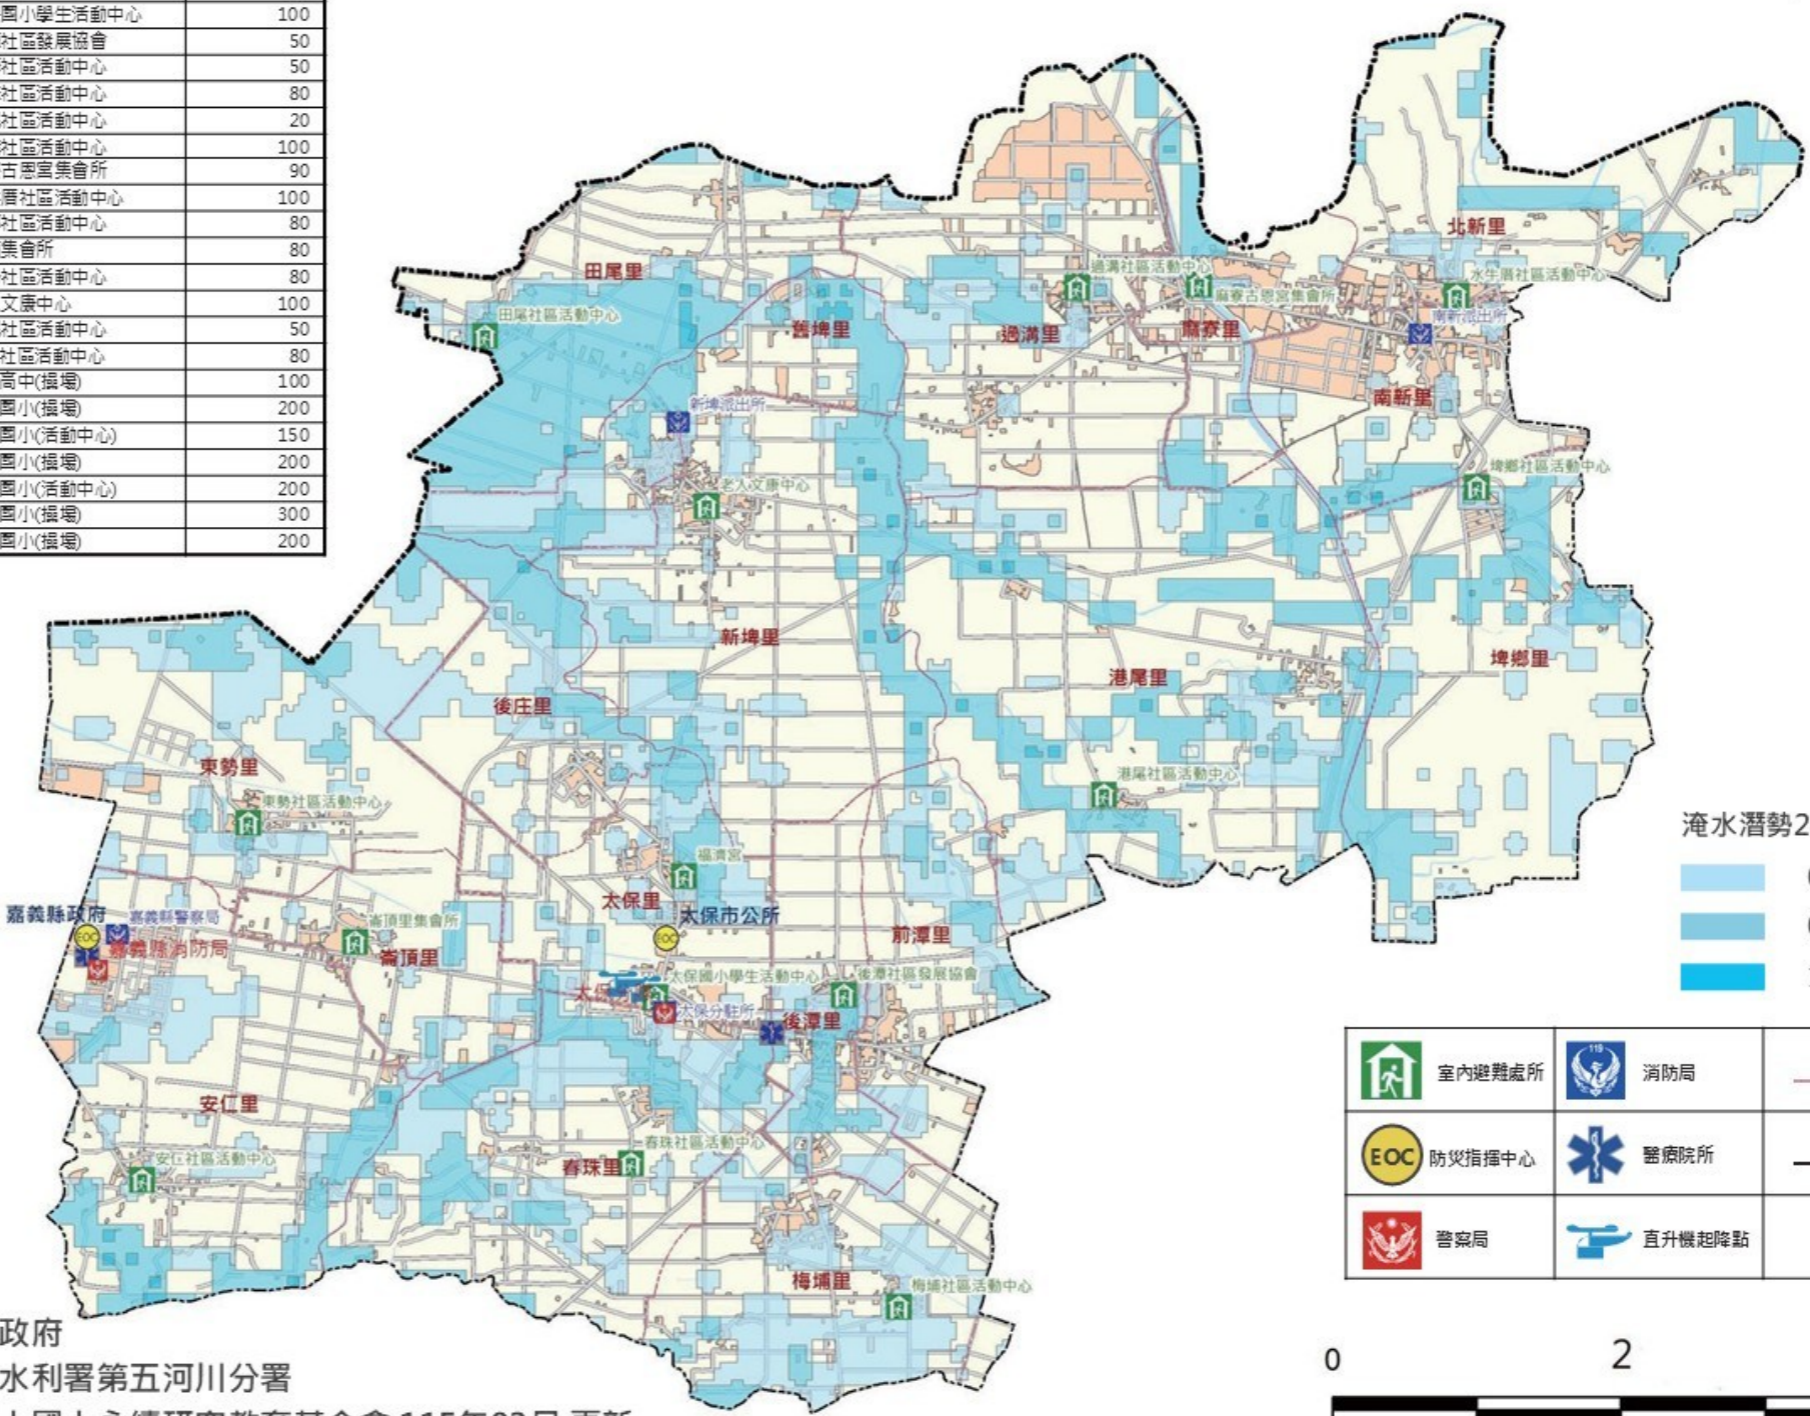 國小學生活動中心 100
社區發展協會 50
社區活動中心 50
社區活動中心 80
社區活動中心 20
社區活動中心 100
古恩宮集會所 90
厝社區活動中心 100
社區活動中心 80
集會所 80
社區活動中心 80
文康中心 100
社區活動中心 50
社區活動中心 80
高中(操場) 100
國小(操場) 200
國小(活動中心) 150
國小(操場) 200
國小(活動中心) 200
國小(操場) 300
國小(操場) 200
北新里
田尾里
過溝社區活動中心
水牛厝社區活動中心
麻寮古恩宮集會所
田尾社區活動中心
南新派出所
舊埤里
過溝里
麻寮里
南新里
新埤派出所
埤鄉社區活動中心
老人文康中心
新埤里
埤鄉里
港尾里
後庄里
東勢里
港尾社區活動中心
東勢社區活動中心
淹水潛勢2
福濟宮
太保里
嘉義縣政府
嘉義縣警察局
崙頂里集會所
太保市公所
EOC
EOC
前潭里
嘉義縣消防局
崙頂里
太保國小學生活動中心
後潭社區發展協會
太保
太保分駐所
後潭里
安仁里
室內避難處所
119
消防局
春珠社區活動中心
安仁社區活動中心
春珠里
EOC
防災指揮中心
醫療院所
警察局
直升機起降點
梅埔里
梅埔社區活動中心
政府
水利署第五河川分署
0 2